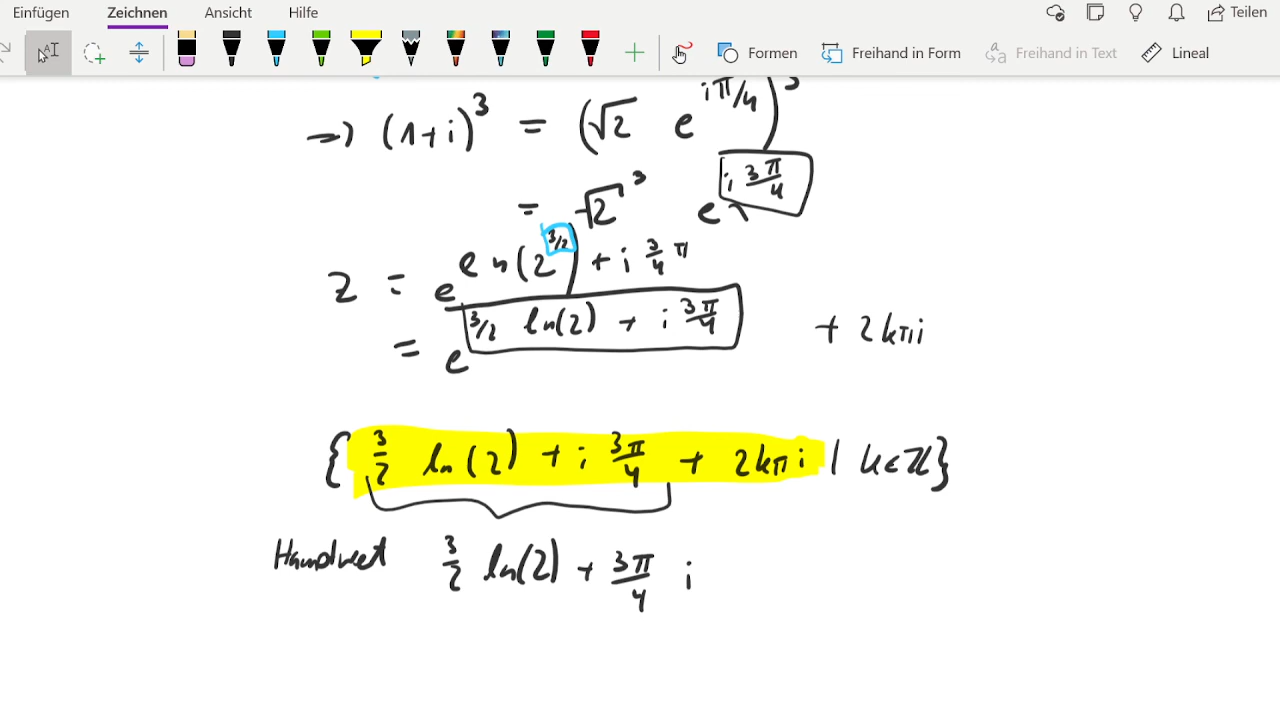 Einfügen Zeichnen Ansicht Hilfe Teilen
Formen Freihand in Form Freihand in Text Lineal
=> (1+i)³ = (√2 e^{iπ/4})³
= √2³ e^{i 3π/4}
z = e^{ln(2^{3/2}) + i 3/4 π}
= e^{3/2 ln(2) + i 3π/4} + 2kπi
{ 3/2 ln(2) + i 3π/4 + 2kπi | k∈ℤ}
3/2 ln(2) + 3π/4 i